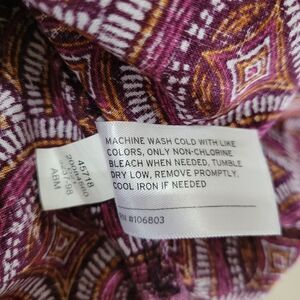 MACHINE WASH COLD WITH LIKE
COLORS, ONLY NON-CHLORINE
BLEACH WHEN NEEDED, TUMBLE
DRY LOW, REMOVE PROMPTLY,
COOL IRON IF NEEDED
#106803
45718
ABM